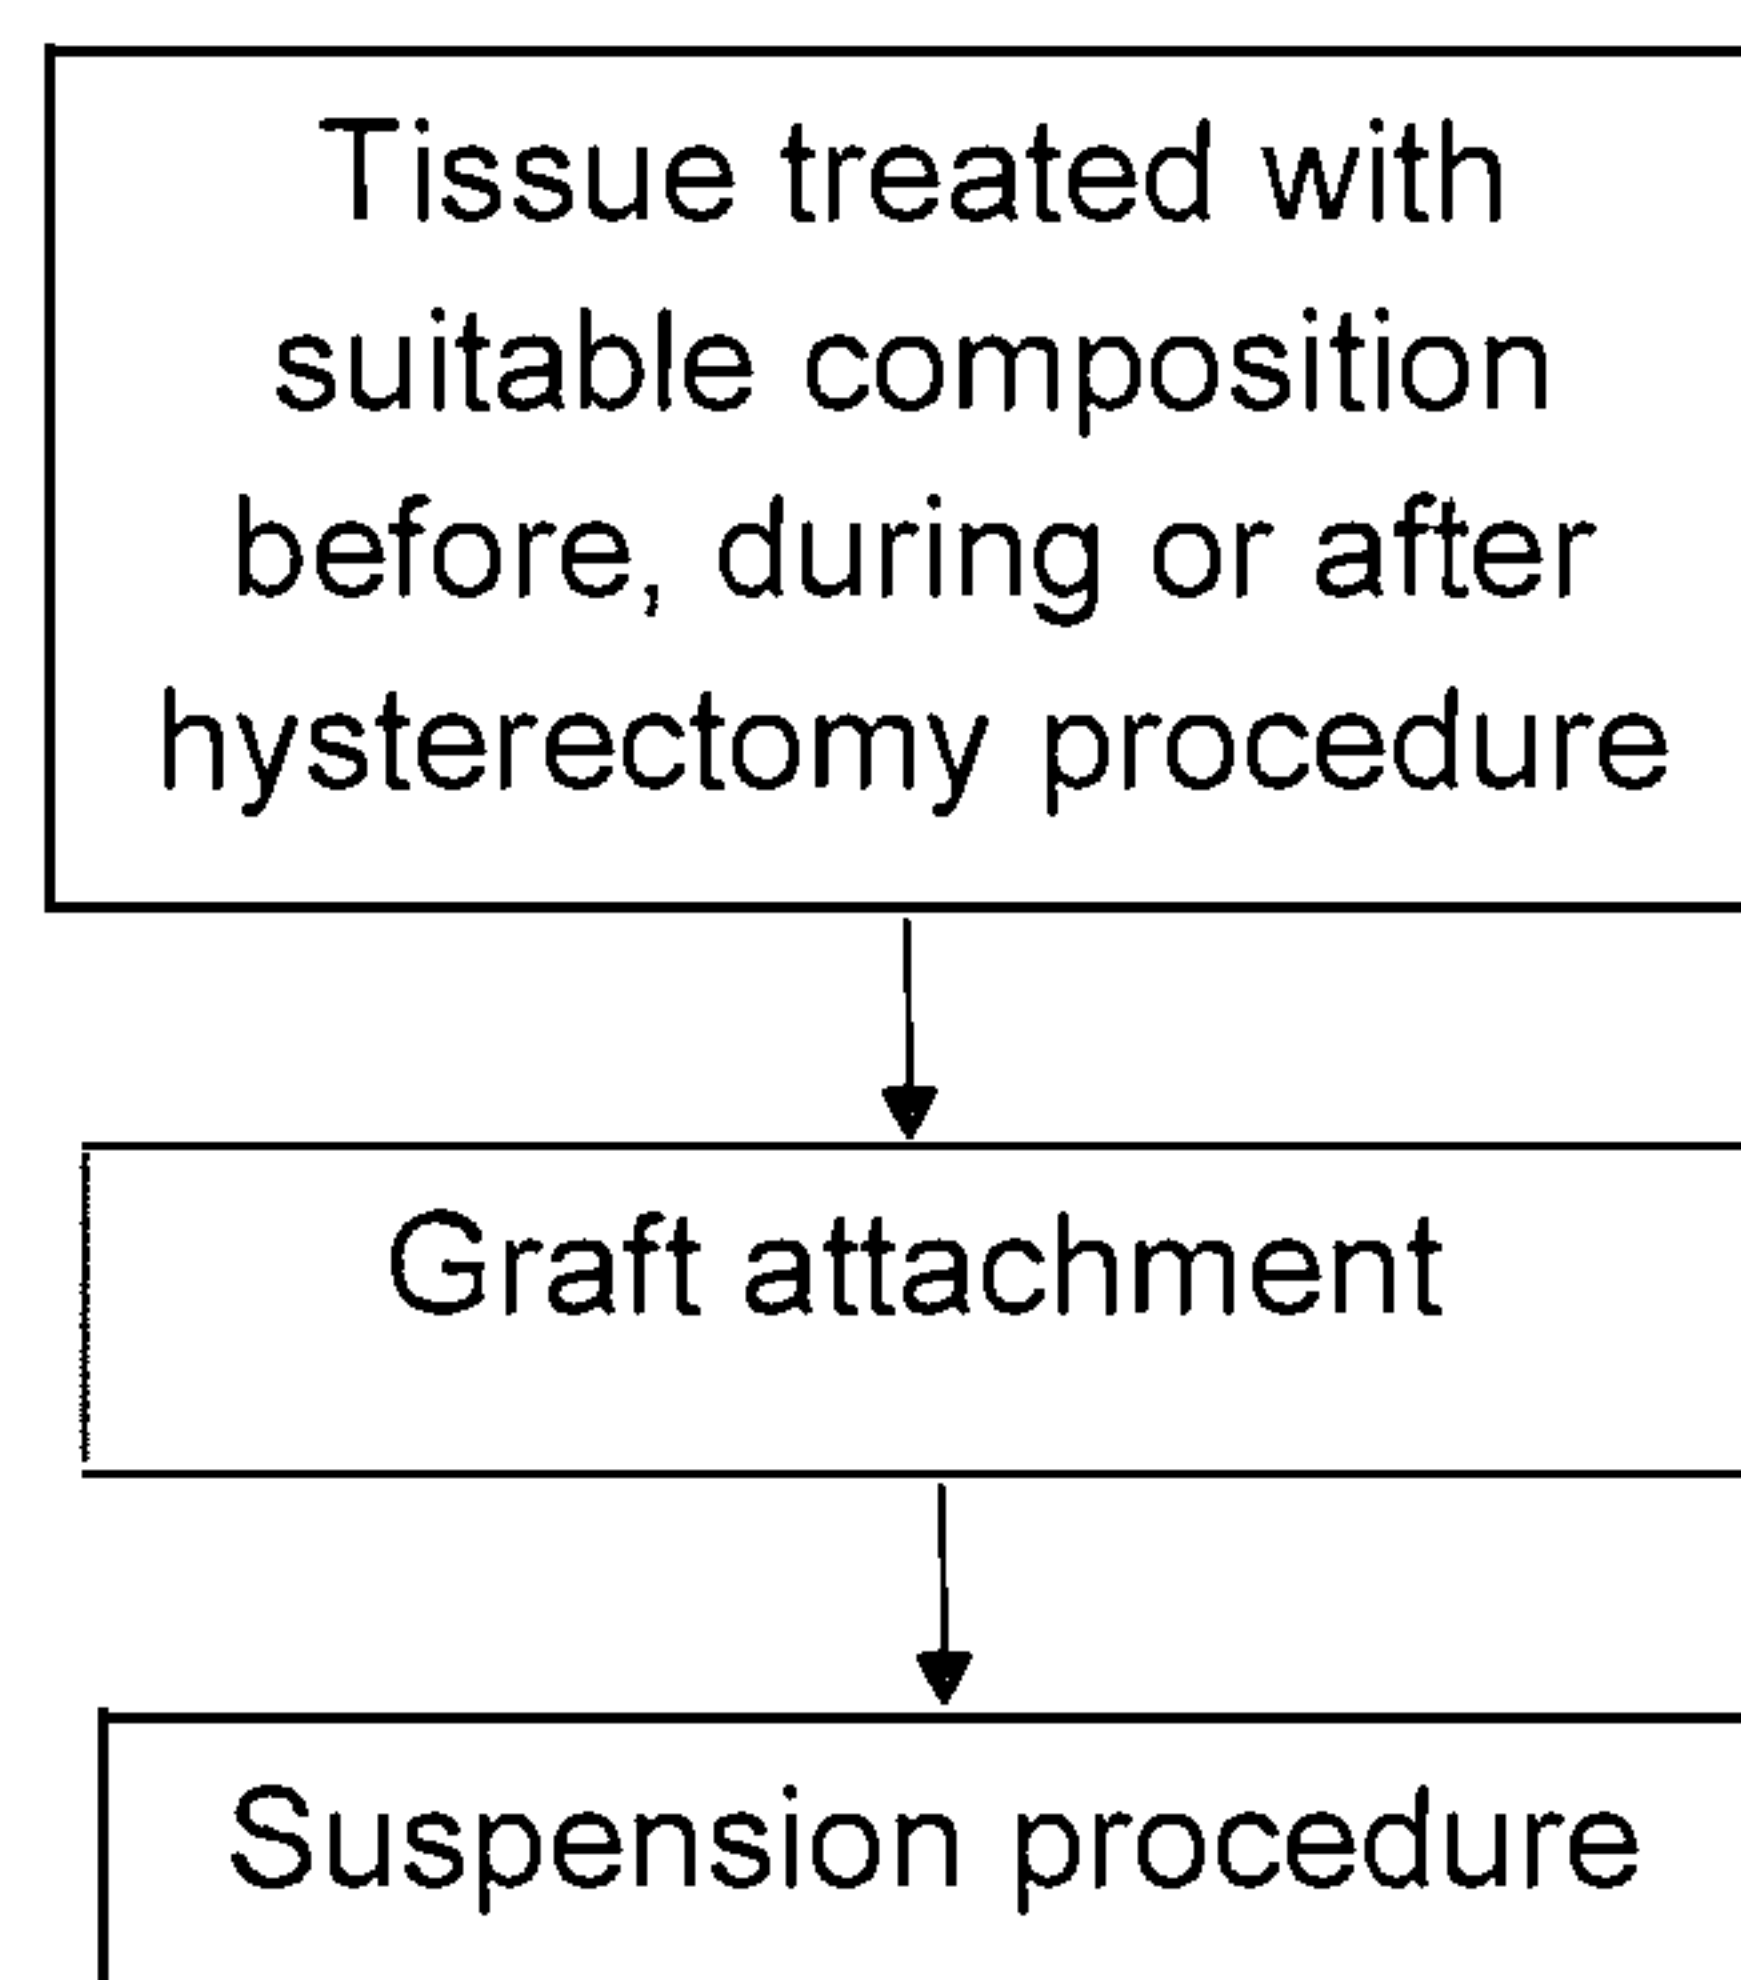 Tissue treated with
suitable composition
before, during or after
hysterectomy procedure
Graft attachment
Suspension procedure